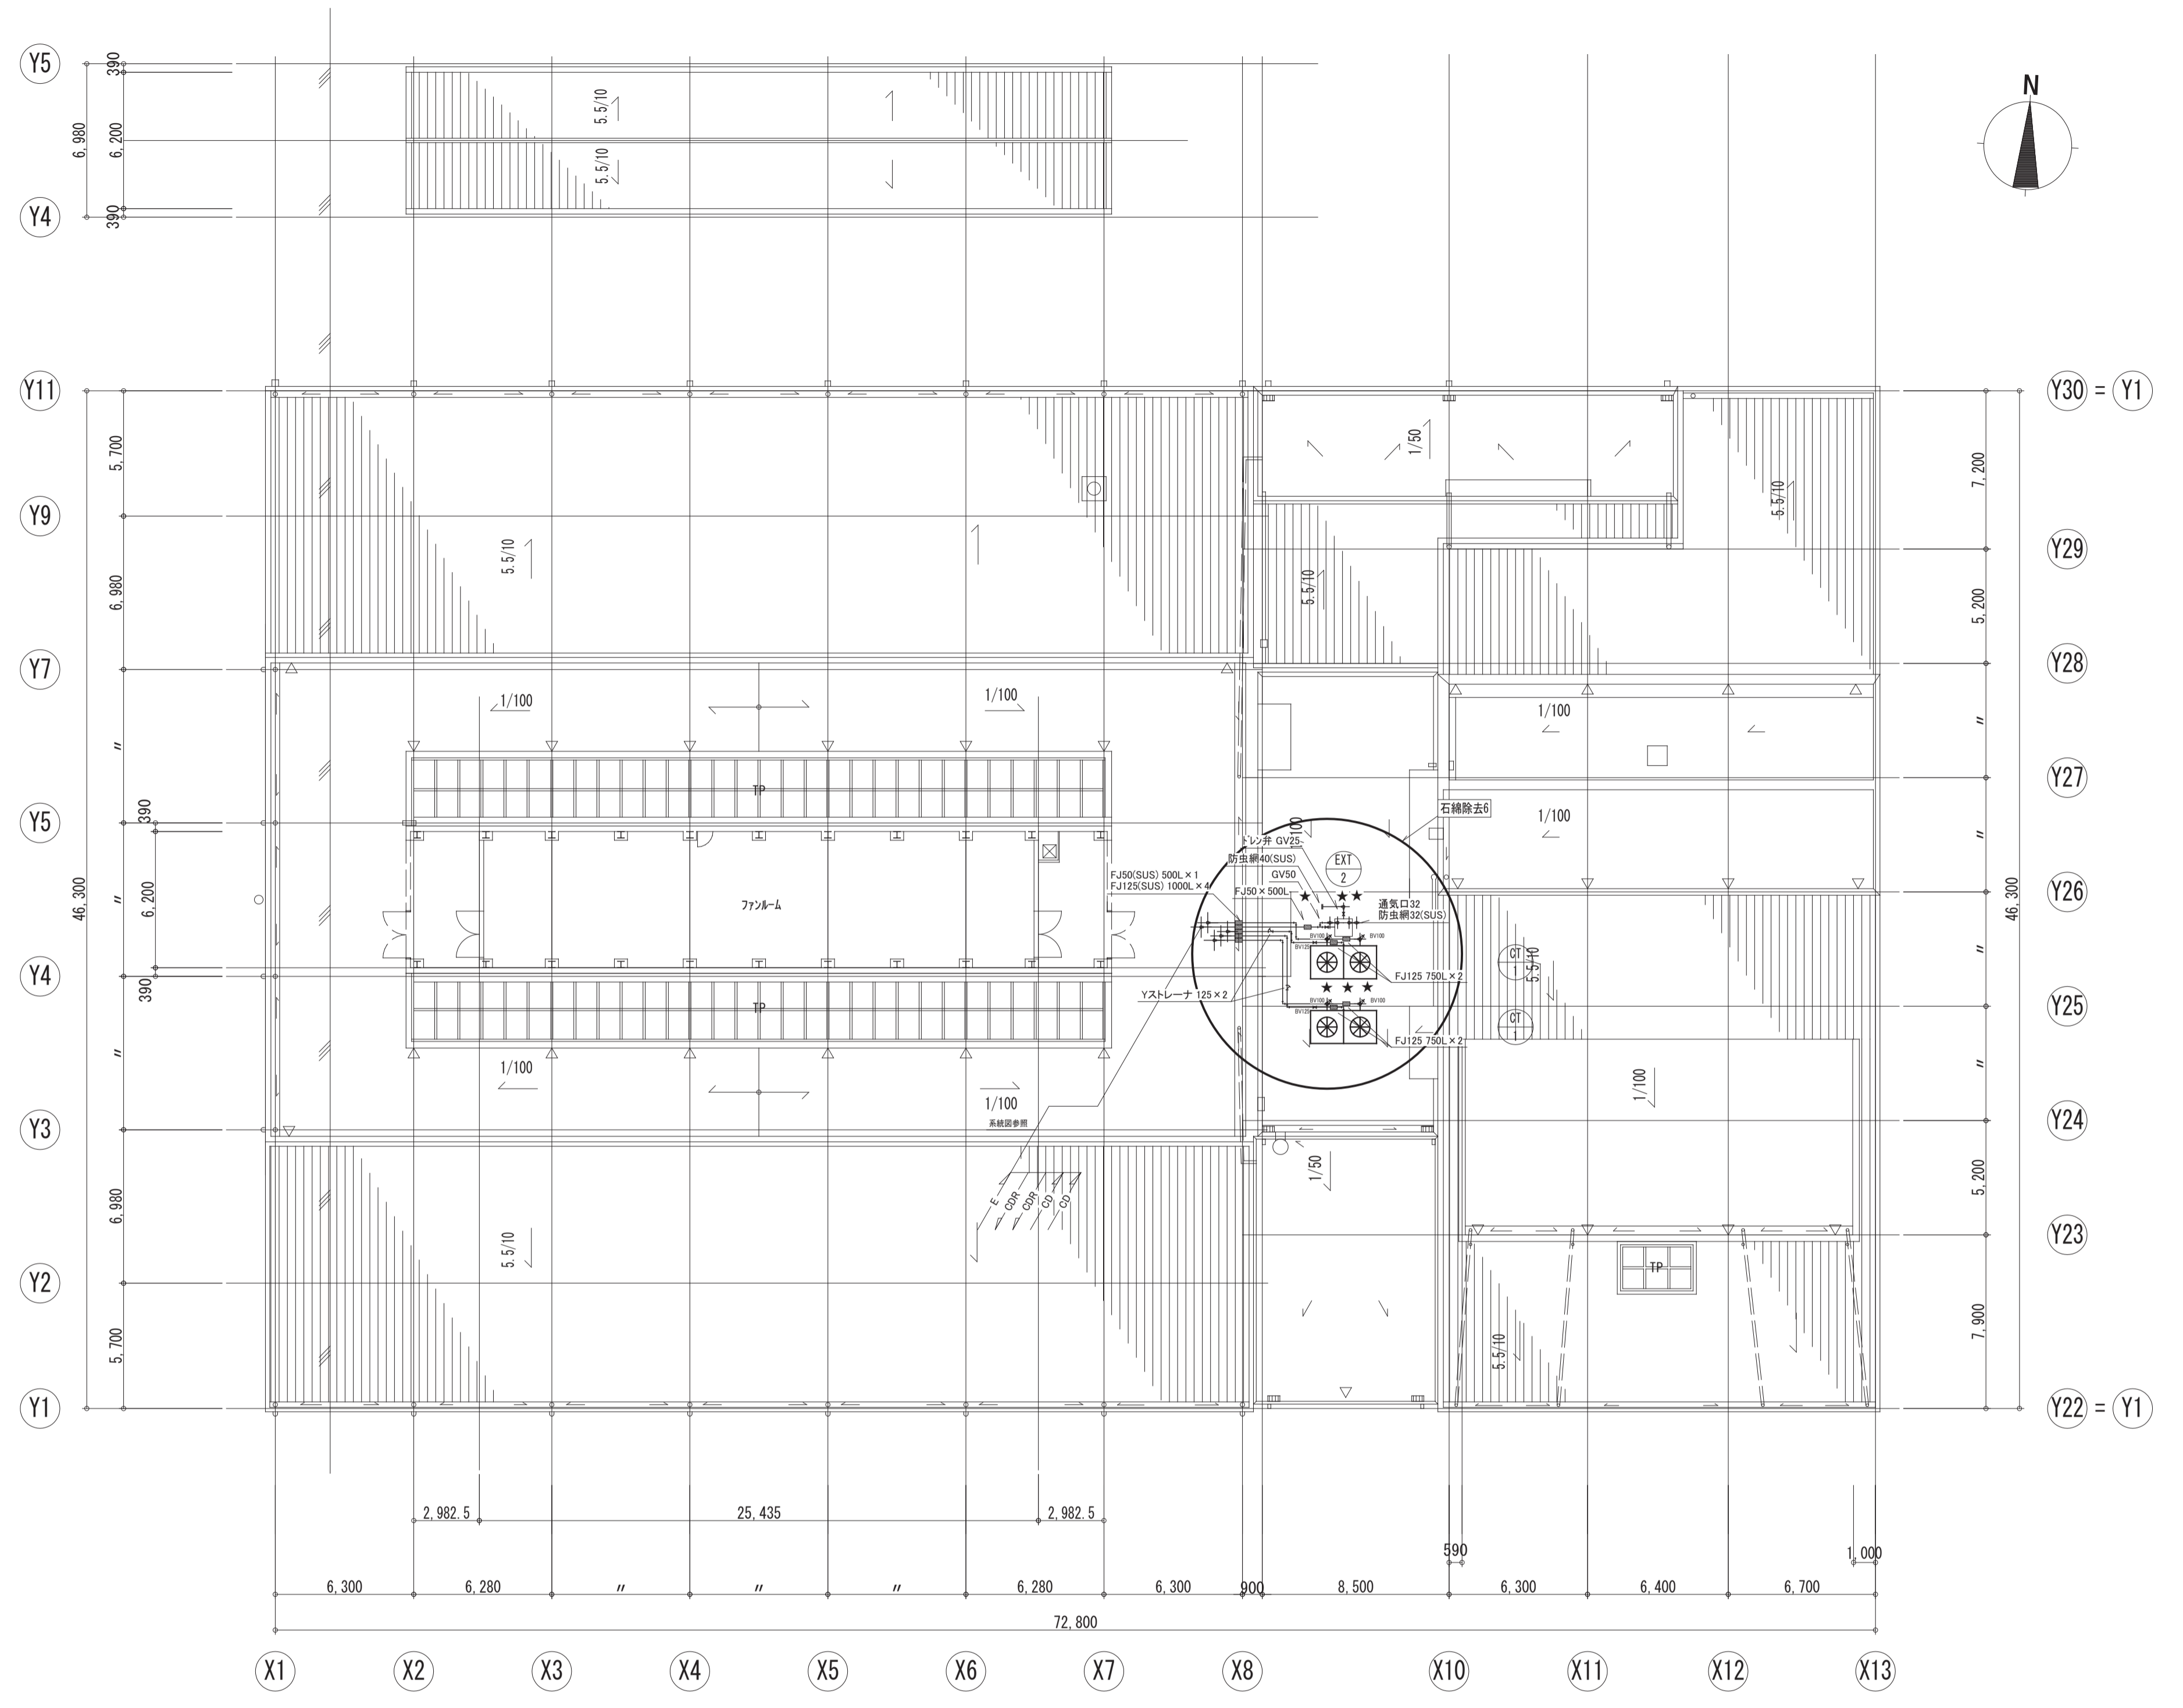 N
Y5
390
6,980
6,200
5.5/10
5.5/10
Y4
390
Y11
Y30 = Y1
5,700
1/50
7,200
5.5/10
Y9
Y29
6,980
5.5/10
5.5/10
5,200
Y7
Y28
1/100
1/100
1/100
〃
〃
Y27
TP
Y5
390
石綿除去6
1/100
1/100
〃
ドレン弁 GV25
防虫網40(SUS)
EXT
2
FJ50(SUS) 500L×1
GV50
FJ125(SUS) 1000L×4
FJ50×500L
★ ★ ★
Y26
46,300
6,200
〃
ファンルーム
通気口32
防虫網32(SUS)
46,300
BV100
BV100
BV125
CT
1
5.5/10
〃
Y4
390
FJ125 750L×2
Yストレーナ 125×2
★ ★ ★
BV100
BV100
BV125
Y25
TP
CT
1
FJ125 750L×2
〃
〃
1/100
1/100
1/100
系統図参照
Y3
Y24
1/50
6,980
E
CDR
CDR
CD
CD
5,200
5.5/10
Y23
TP
Y2
5,700
5.5/10
7,900
Y1
Y22 = Y1
2,982.5
25,435
2,982.5
590
1,000
6,300
6,280
〃
〃
〃
6,280
6,300
900
8,500
6,300
6,400
6,700
72,800
X1
X2
X3
X4
X5
X6
X7
X8
X10
X11
X12
X13